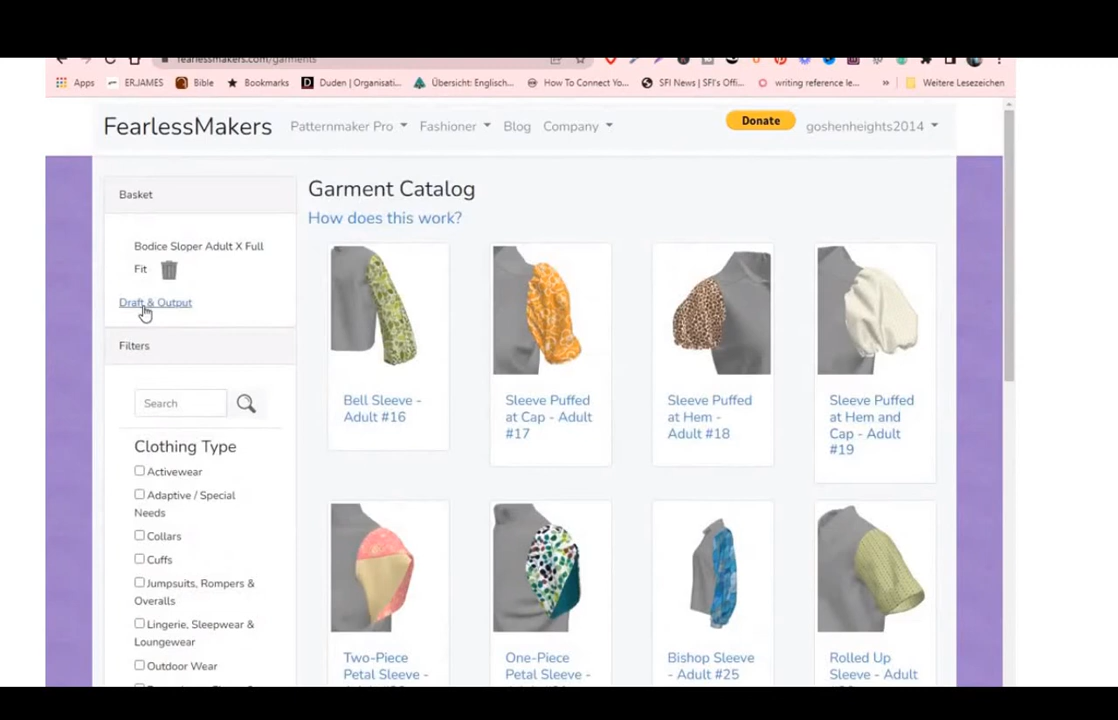 fearlessmakers.com/garments
Apps ERJAMES Bible Bookmarks Duden | Organisati... Übersicht: Englisch... How To Connect Yo... SFI News | SFI's Offi... writing reference le... » Weitere Lesezeichen
FearlessMakers Patternmaker Pro Fashioner Blog Company Donate goshenheights2014
Basket
Bodice Sloper Adult X Full
Fit
Draft & Output
Filters
Search
Clothing Type
Activewear
Adaptive / Special
Needs
Collars
Cuffs
Jumpsuits, Rompers &
Overalls
Lingerie, Sleepwear &
Loungewear
Outdoor Wear
Garment Catalog
How does this work?
Bell Sleeve -
Adult #16
Sleeve Puffed
at Cap - Adult
#17
Sleeve Puffed
at Hem -
Adult #18
Sleeve Puffed
at Hem and
Cap - Adult
#19
Two-Piece
Petal Sleeve -
One-Piece
Petal Sleeve -
Bishop Sleeve
- Adult #25
Rolled Up
Sleeve - Adult